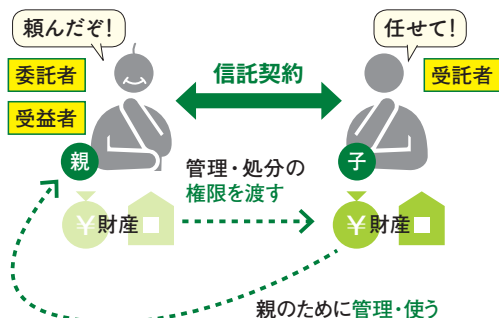 頼んだぞ！
任せて！
委託者
受益者
信託契約
受託者
親
子
管理・処分の
権限を渡す
¥ 財産
¥ 財産
親のために管理・使う